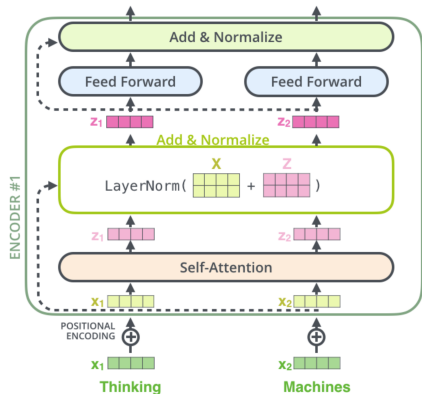 Add & Normalize
Feed Forward
Feed Forward
z1
z2
Add & Normalize
X
Z
LayerNorm( + )
ENCODER #1
z1
z2
Self-Attention
x1
x2
POSITIONAL
ENCODING
x1
x2
Thinking
Machines